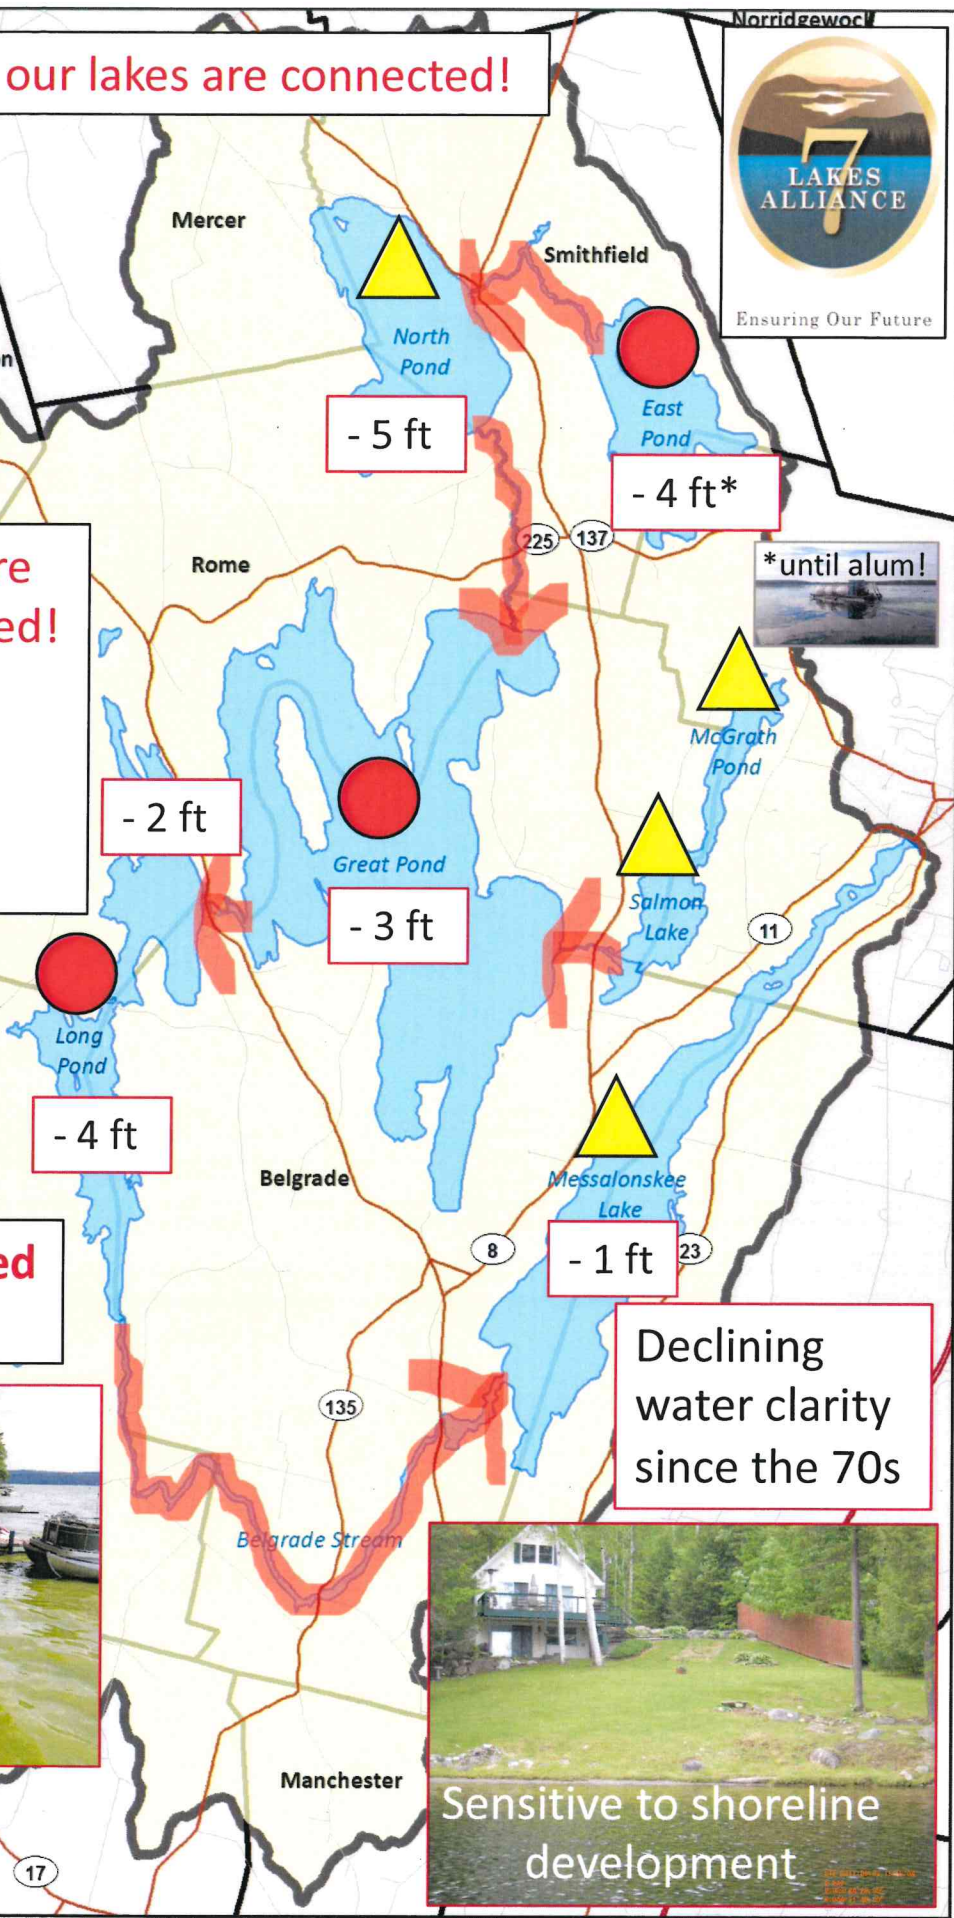 Norridgewock
our lakes are connected!
7
LAKES
ALLIANCE
Ensuring Our Future
Mercer
Smithfield
North
Pond
- 5 ft
East
Pond
- 4 ft*
n
re
ed!
225
137
*until alum!
Rome
McGrath
Pond
- 2 ft
Great Pond
- 3 ft
Salmon
Lake
11
Long
Pond
- 4 ft
Belgrade
Messalonskee
Lake
- 1 ft
8
23
ed
Declining
water clarity
since the 70s
135
Belgrade Stream
Manchester
Sensitive to shoreline
development
17